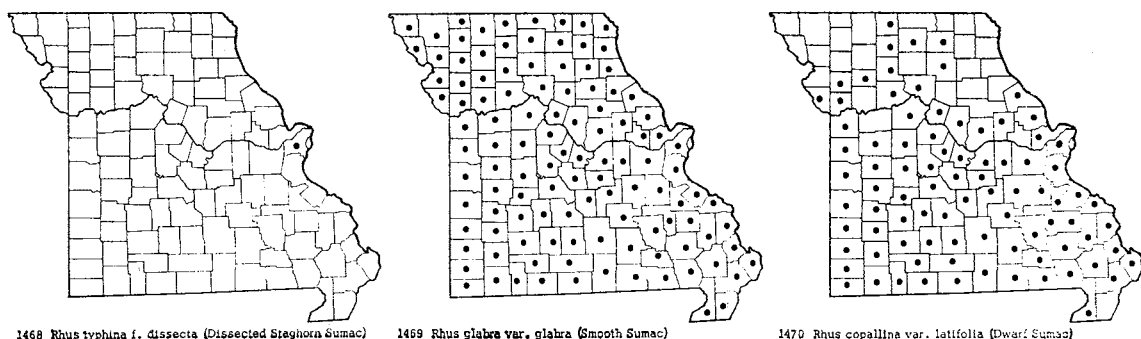 1468 Rhus typhina f. dissecta (Dissected Staghorn Sumac)
1469 Rhus glabra var. glabra (Smooth Sumac)
1470 Rhus copallina var. latifolia (Dwarf Sumac)